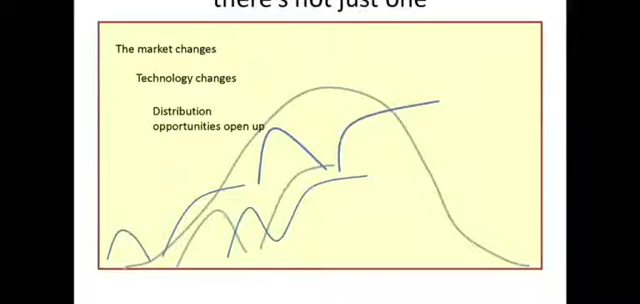 there's not just one
The market changes
Technology changes
Distribution
opportunities open up